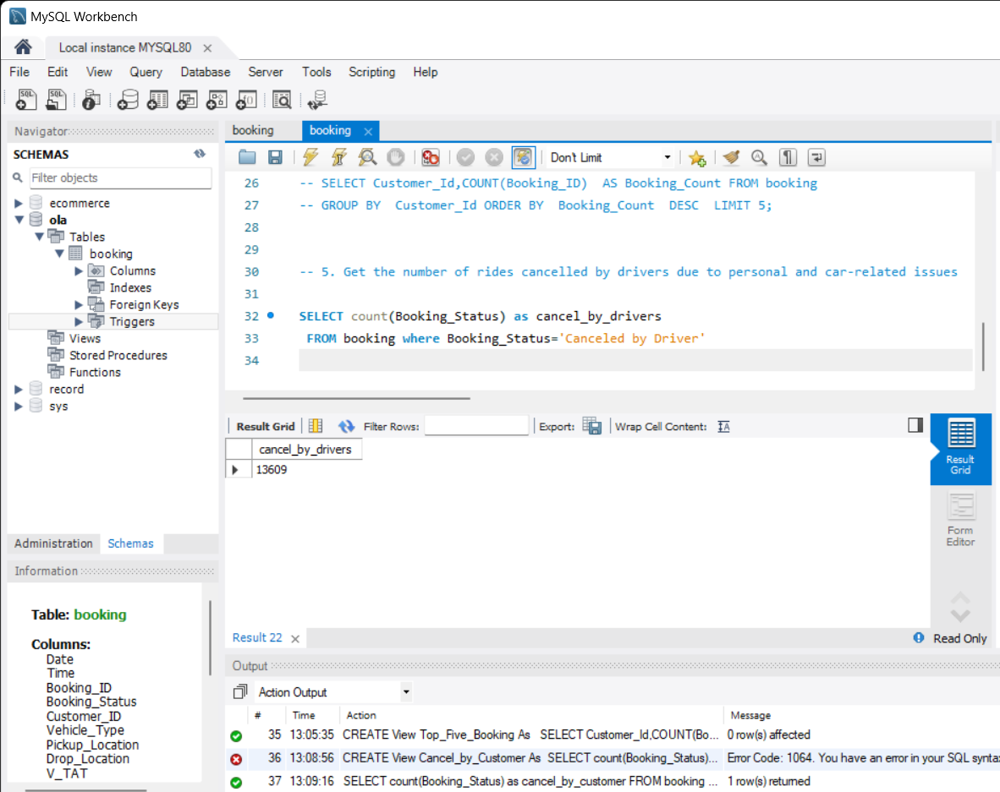 MySQL Workbench
Local instance MYSQL80
File Edit View Query Database Server Tools Scripting Help
SQL SQL
Navigator
SCHEMAS
Filter objects
ecommerce
ola
Tables
booking
Columns
Indexes
Foreign Keys
Triggers
Views
Stored Procedures
Functions
record
sys
Administration Schemas
Information
Table: booking
Columns:
Date
Time
Booking_ID
Booking_Status
Customer_ID
Vehicle_Type
Pickup_Location
Drop_Location
V_TAT
booking booking
Don't Limit
26 -- SELECT Customer_Id,COUNT(Booking_ID)  AS Booking_Count FROM booking
27 -- GROUP BY  Customer_Id ORDER BY  Booking_Count  DESC  LIMIT 5;
28
29
30 -- 5. Get the number of rides cancelled by drivers due to personal and car-related issues
31
32 SELECT count(Booking_Status) as cancel_by_drivers
33 FROM booking where Booking_Status='Canceled by Driver'
34
Result Grid Filter Rows: Export: Wrap Cell Content:
cancel_by_drivers
13609
Result
Grid
Form
Editor
Result 22 Read Only
Output
Action Output
# Time Action Message
35 13:05:35 CREATE View Top_Five_Booking As   SELECT Customer_Id,COUNT(Bo... 0 row(s) affected
36 13:08:56 CREATE View Cancel_by_Customer As  SELECT count(Booking_Status)... Error Code: 1064. You have an error in your SQL synta
37 13:09:16 SELECT count(Booking_Status) as cancel_by_customer FROM booking ... 1 row(s) returned